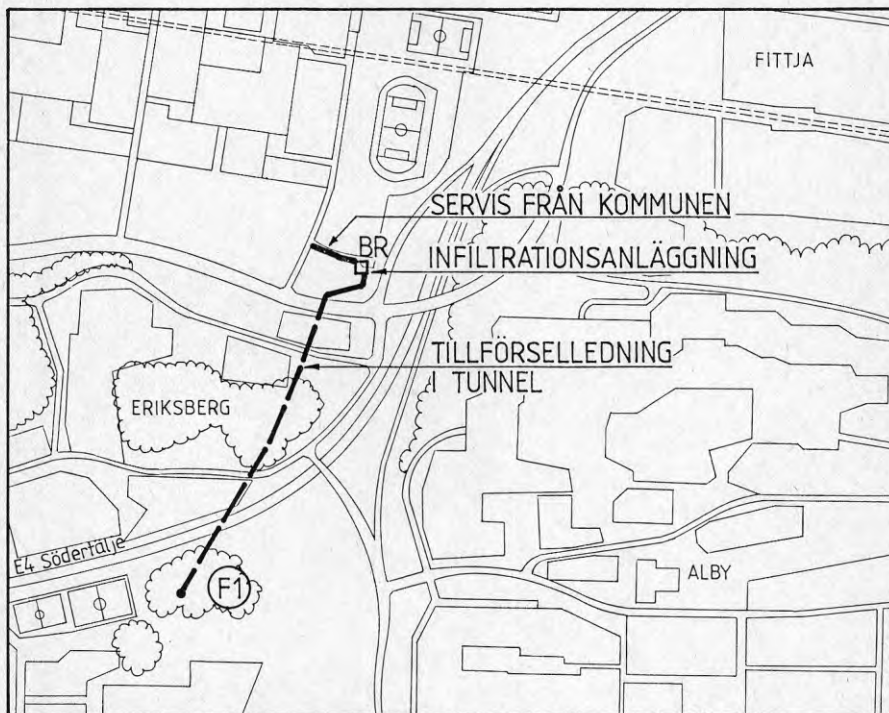 FITTJA
SERVIS FRÅN KOMMUNEN
BR
INFILTRATIONSANLÄGGNING
TILLFÖRSELLEDNING
I TUNNEL
ERIKSBERG
E4 Södertälje
F1
ALBY